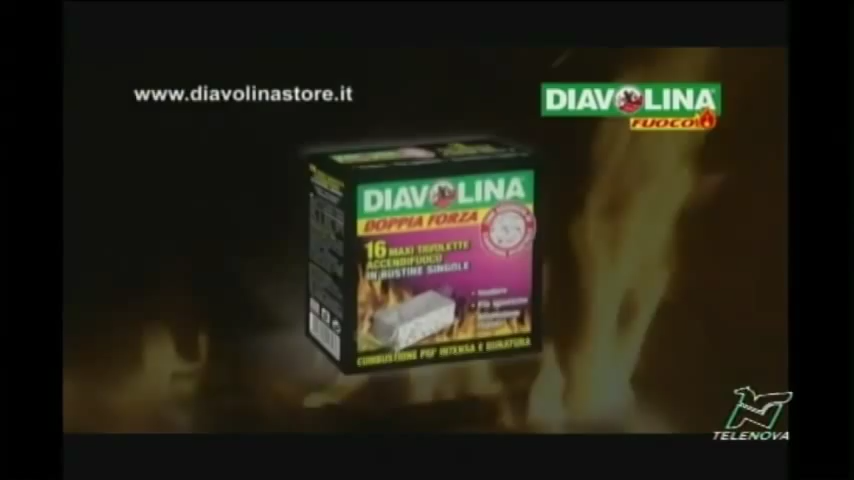 www.diavolinastore.it
DIAVOLINA
FUOCO
DIAVOLINA
DOPPIA FORZA
16 MAXI TAVOLETTE
ACCENDIFUOCO
IN BUSTINE SINGOLE
COMBUSTIONE PIU' INTENSA E DURATURA
TELENOVA